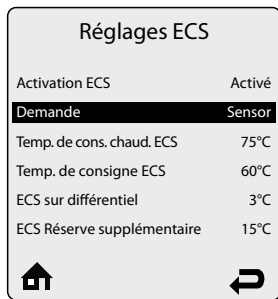 Réglages ECS
Activation ECS Activé
Demande Sensor
Temp. de cons. chaud. ECS 75°C
Temp. de consigne ECS 60°C
ECS sur différentiel 3°C
ECS Réserve supplémentaire 15°C